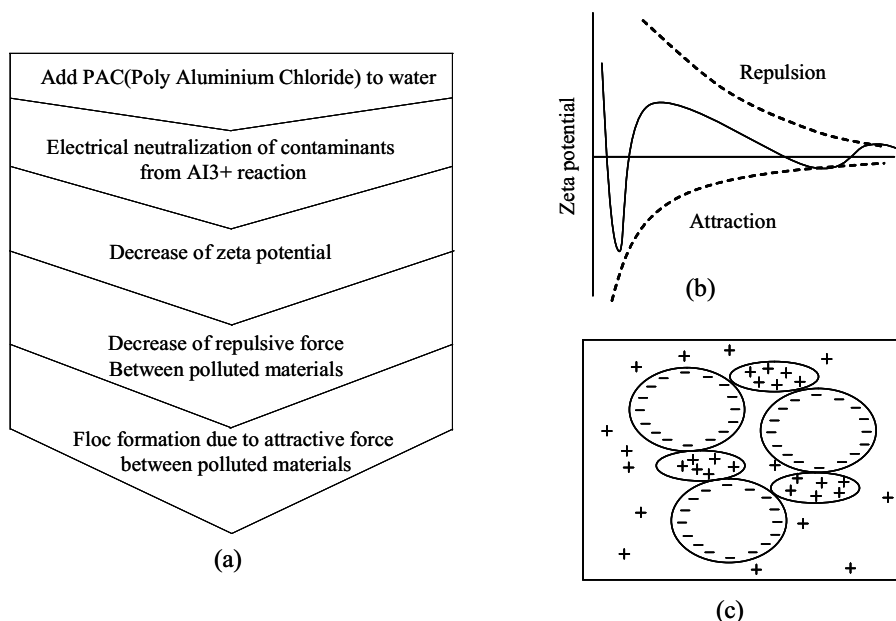 Add PAC(Poly Aluminium Chloride) to water
Electrical neutralization of contaminants
from AI3+ reaction
Decrease of zeta potential
Decrease of repulsive force
Between polluted materials
Floc formation due to attractive force
between polluted materials
(a)
Zeta potential
Repulsion
Attraction
(b)
(c)